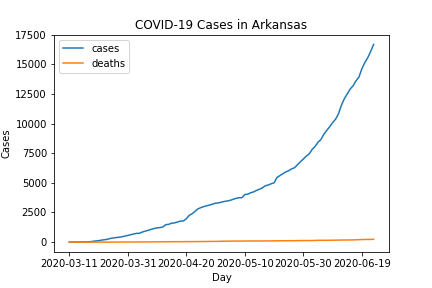 COVID-19 Cases in Arkansas
17500
15000
12500
10000
7500
5000
2500
0
Cases
cases
deaths
2020-03-11 2020-03-31 2020-04-20 2020-05-10 2020-05-30 2020-06-19
Day